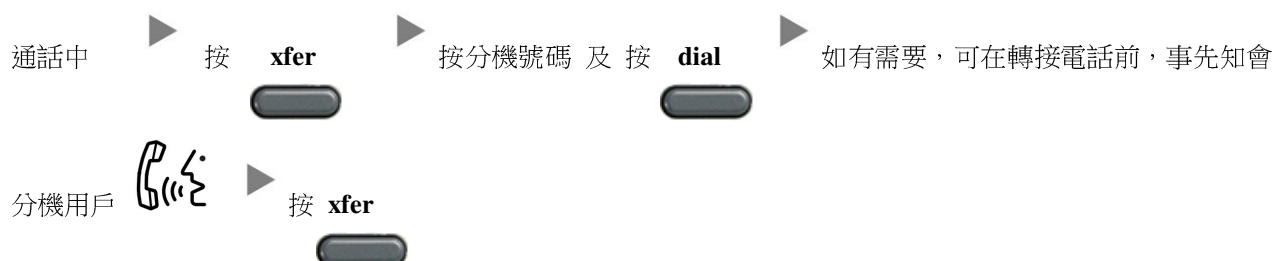 通話中 按 xfer 按分機號碼 及 按 dial 如有需要，可在轉接電話前，事先知會
分機用戶 按 xfer